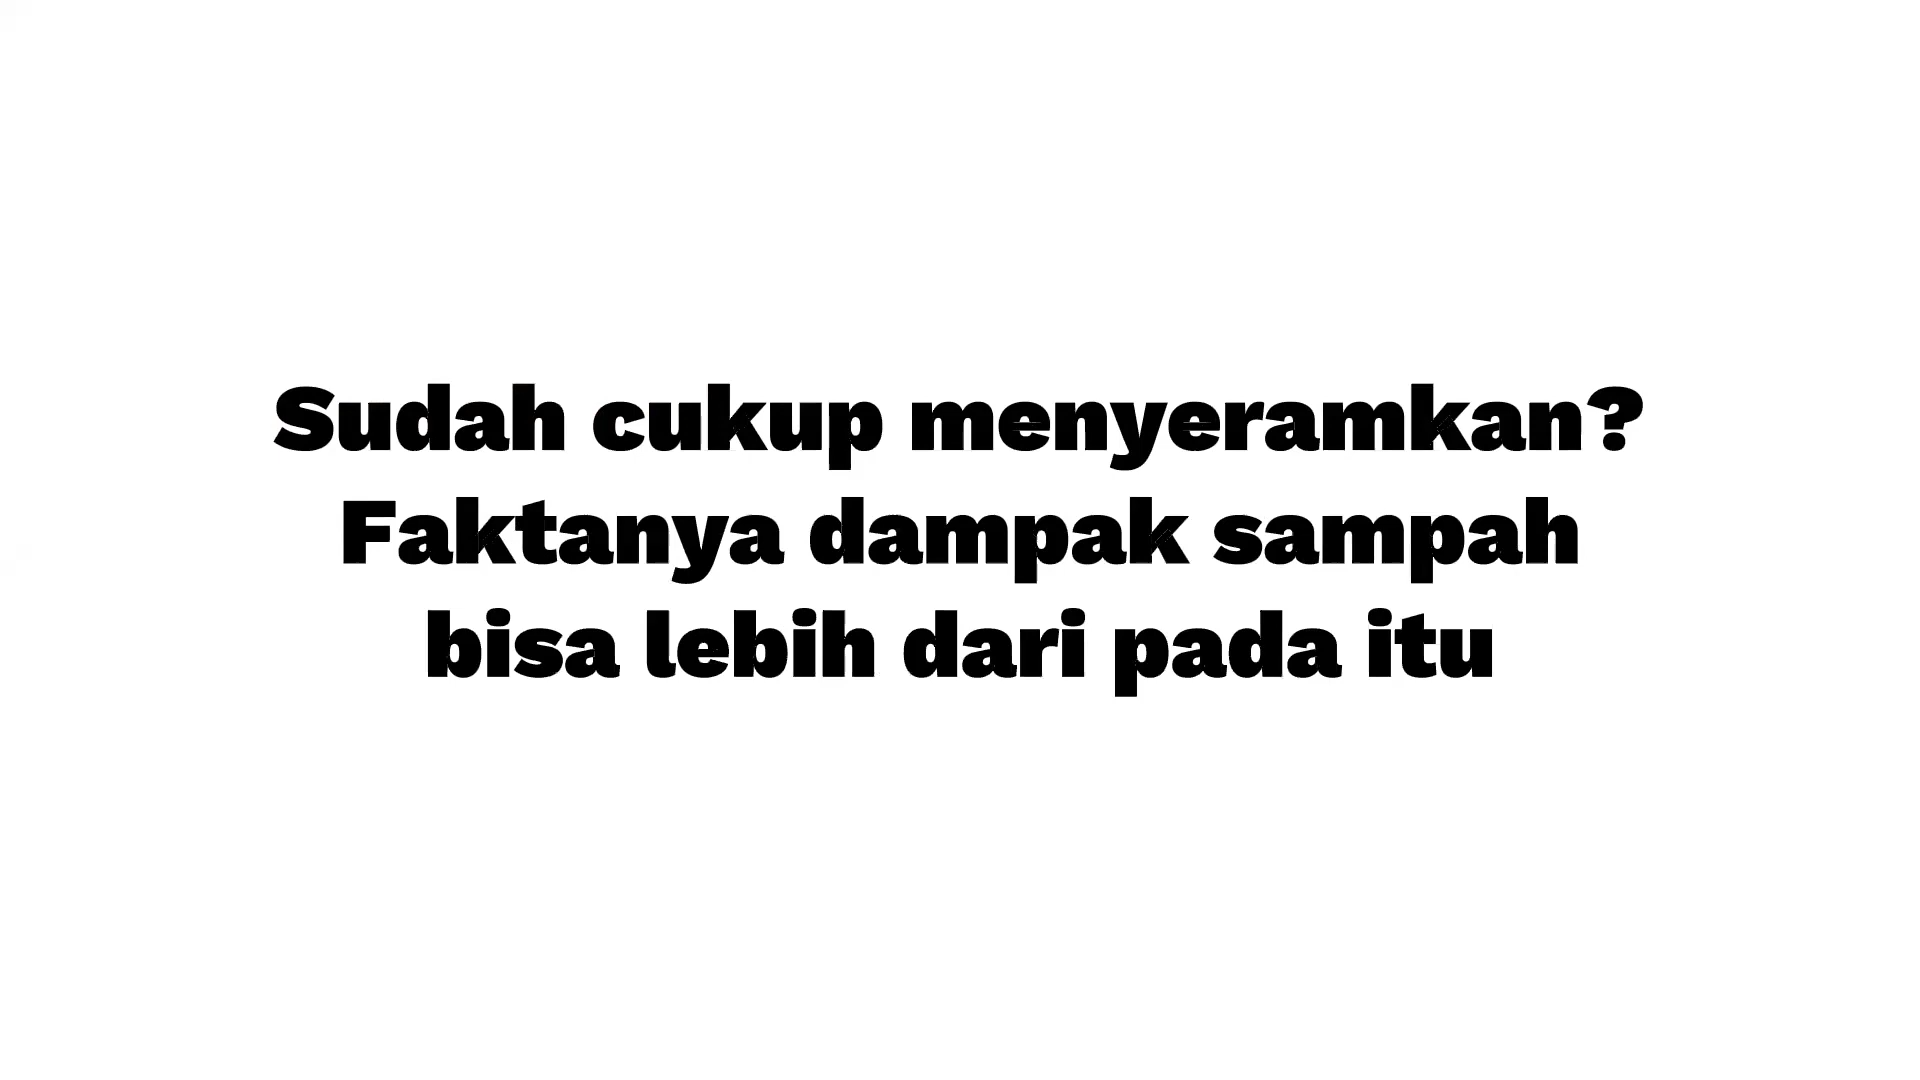 Sudah cukup menyeramkan?
Faktanya dampak sampah
bisa lebih dari pada itu